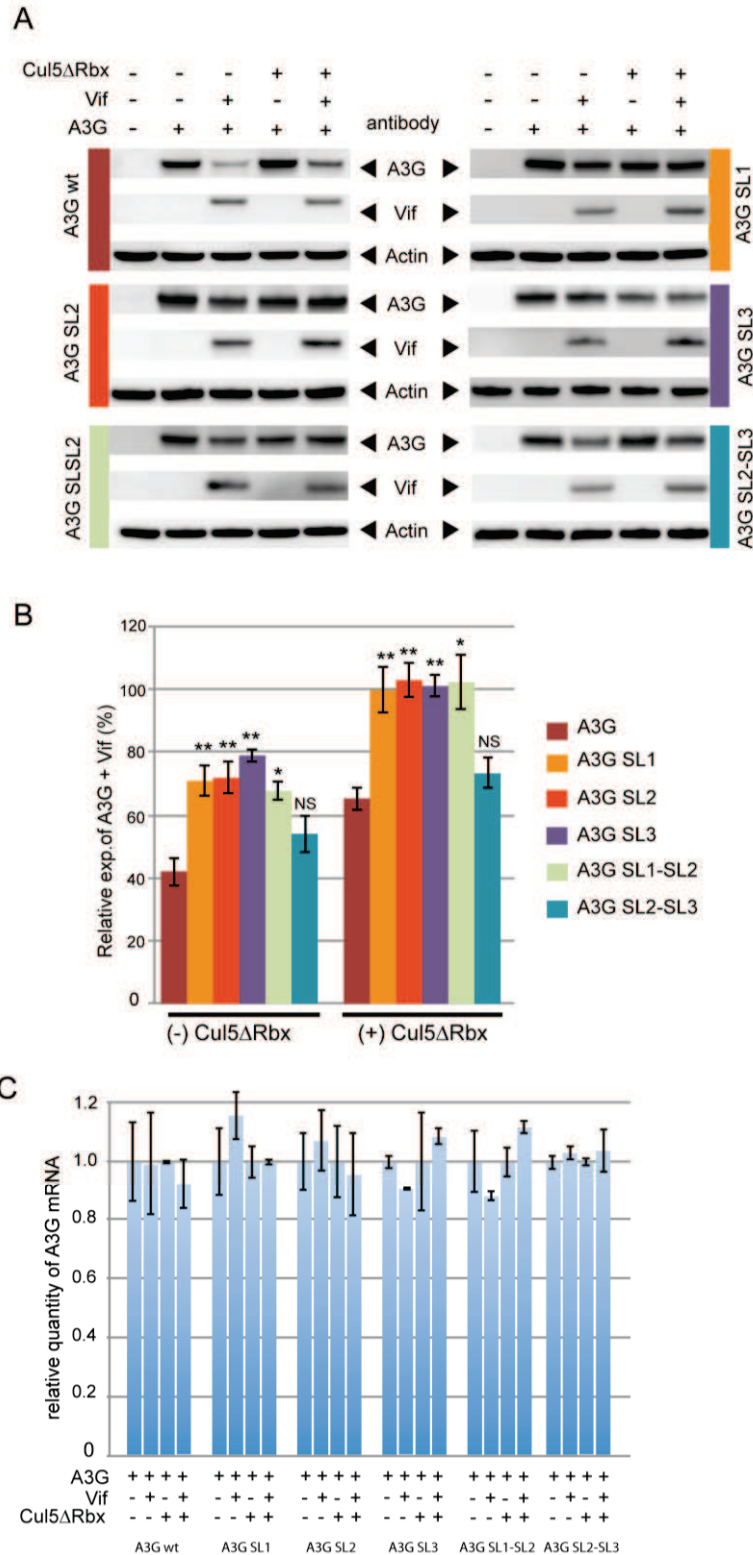 A
Cul5ΔRbx - - - + + - - - + +
Vif - - + - + - - + - +
A3G - + + + + antibody - + + + +
A3G wt
◀ A3G ▶
◀ Vif ▶
◀ Actin ▶
A3G SL1
A3G SL2
◀ A3G ▶
◀ Vif ▶
◀ Actin ▶
A3G SL3
A3G SLSL2
◀ A3G ▶
◀ Vif ▶
◀ Actin ▶
A3G SL2-SL3
B
Relative exp.of A3G + Vif (%)
120
100
80
60
40
20
0
** ** ** * NS
** ** ** * NS
(-) Cul5ΔRbx (+) Cul5ΔRbx
A3G
A3G SL1
A3G SL2
A3G SL3
A3G SL1-SL2
A3G SL2-SL3
C
relative quantity of A3G mRNA
1.2
1.0
0.8
0.6
0.4
0.2
0
A3G + + + + + + + + + + + + + + + + + + + + + + + +
Vif - + - + - + - + - + - + - + - + - + - + - + - +
Cul5ΔRbx - - + + - - + + - - + + - - + + - - + + - - + +
A3G wt A3G SL1 A3G SL2 A3G SL3 A3G SL1-SL2 A3G SL2-SL3